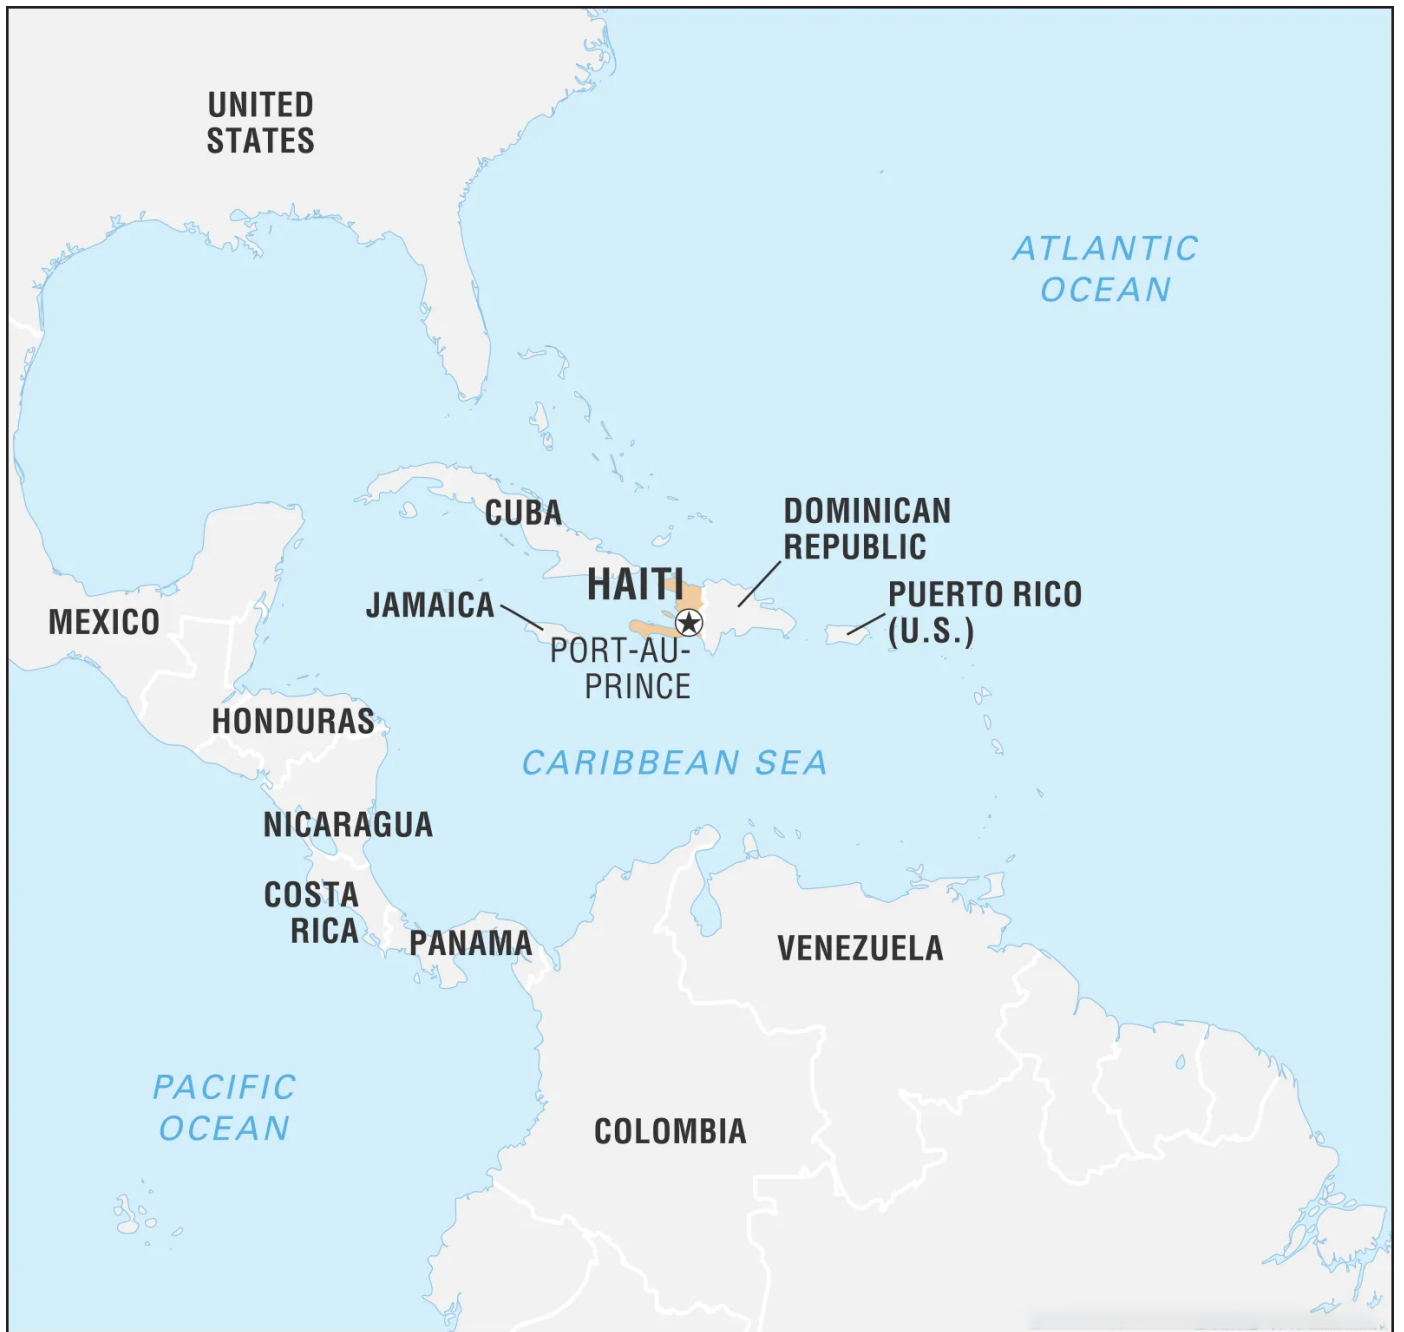 UNITED
STATES
ATLANTIC
OCEAN
CUBA
DOMINICAN
REPUBLIC
HAITI
PUERTO RICO
(U.S.)
JAMAICA
MEXICO
PORT-AU-
PRINCE
HONDURAS
CARIBBEAN SEA
NICARAGUA
COSTA
RICA
PANAMA
VENEZUELA
PACIFIC
OCEAN
COLOMBIA